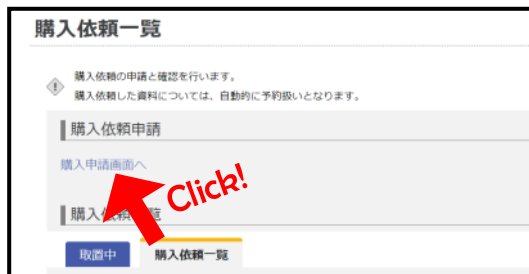 購入依頼一覧
購入依頼の申請と確認を行います。
購入依頼した資料については、自動的に予約扱いとなります。
購入依頼申請
購入申請画面へ
Click!
購入依頼一覧
取置中 購入依頼一覧